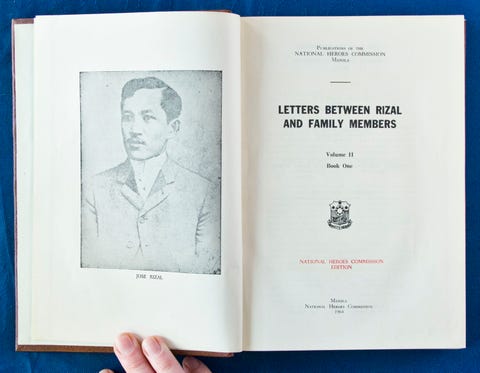 JOSE RIZAL
PUBLICATIONS OF THE
NATIONAL HEROES COMMISSION
MANILA
LETTERS BETWEEN RIZAL
AND FAMILY MEMBERS
Volume II
Book One
NATIONAL HEROES COMMISSION
EDITION
MANILA
NATIONAL HEROES COMMISSION
1964